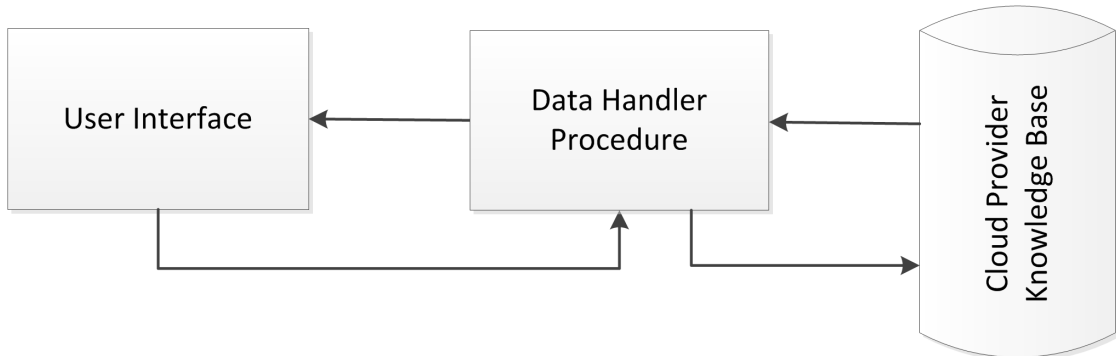 User Interface
Data Handler
Procedure
Cloud Provider
Knowledge Base